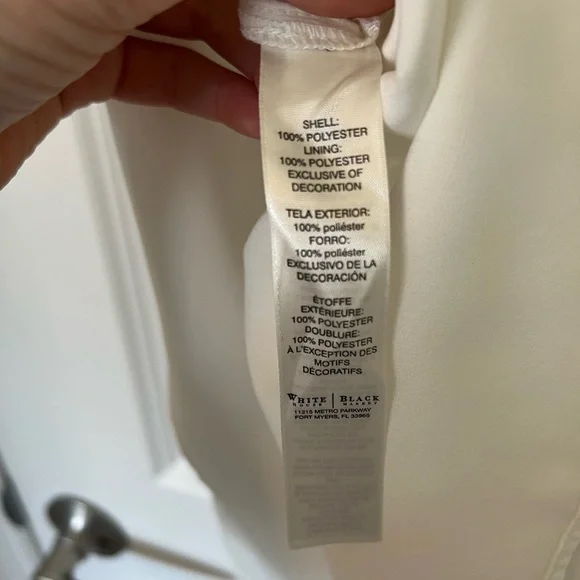 SHELL:
100% POLYESTER
LINING:
100% POLYESTER
EXCLUSIVE OF
DECORATION
TELA EXTERIOR:
100% poliéster
FORRO:
100% poliéster
EXCLUSIVO DE LA
DECORACIÓN
ÉTOFFE
EXTÉRIEURE:
100% POLYESTER
DOUBLURE:
100% POLYESTER
À L'EXCEPTION DES
MOTIFS
DÉCORATIFS
WHITE | BLACK
HOUSE MARKET
11215 METRO PARKWAY
FORT MYERS, FL 33966